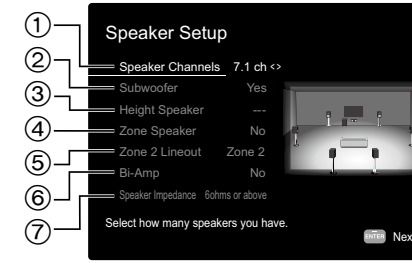 Speaker Setup
① Speaker Channels 7.1 ch <>
② Subwoofer Yes
③ Height Speaker ---
④ Zone Speaker No
⑤ Zone 2 Lineout Zone 2
⑥ Bi-Amp No
⑦ Speaker Impedance 6ohms or above
Select how many speakers you have.
ENTER Nex